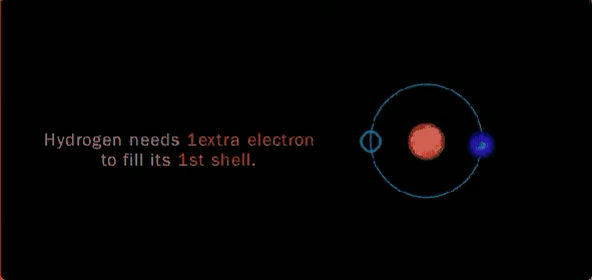 Hydrogen needs 1extra electron
to fill its 1st shell.